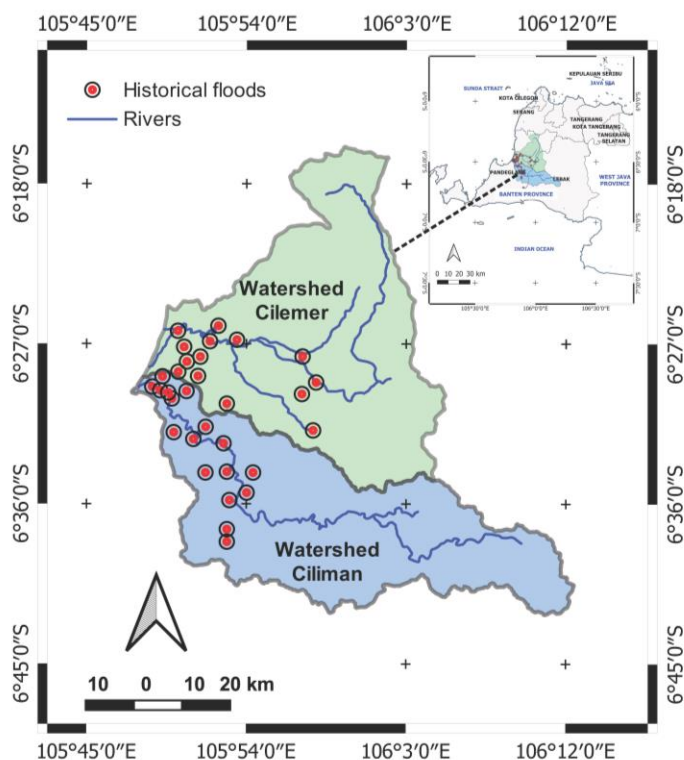 105°45'0"E 105°54'0"E 106°3'0"E 106°12'0"E
Historical floods
Rivers
KEPULAUAN SERIBU
JAVA SEA
SUNDA STRAIT
KOTA CILEGON
SERANG
TANGERANG
KOTA TANGERANG
TANGERANG
SELATAN
LEBAK
WEST JAVA
PROVINCE
BANTEN PROVINCE
INDIAN OCEAN
0 10 20 30 km
105°30'0"E 106°0'0"E 106°30'0"E
6°18'0"S 6°18'0"S
Watershed
Cilemer
6°27'0"S 6°27'0"S
6°36'0"S 6°36'0"S
Watershed
Ciliman
10 0 10 20 km
6°45'0"S 6°45'0"S
105°45'0"E 105°54'0"E 106°3'0"E 106°12'0"E